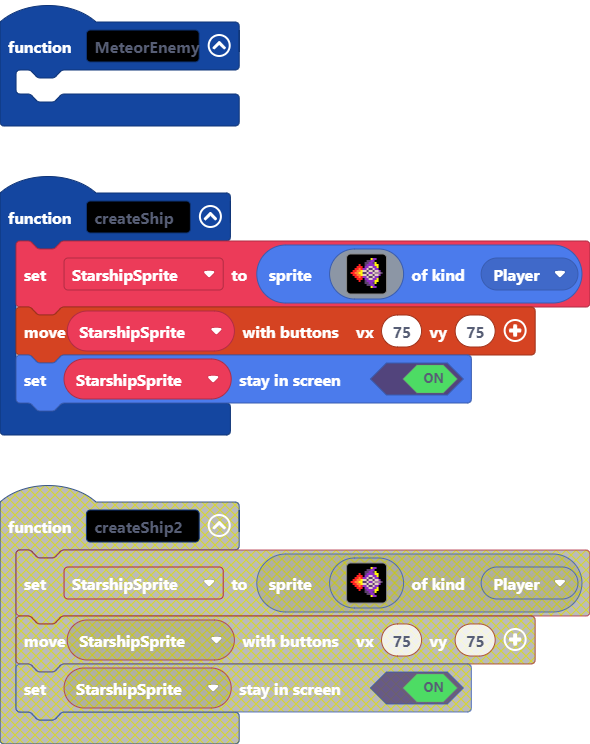 function MeteorEnemy
function createShip
set StarshipSprite to sprite of kind Player
move StarshipSprite with buttons vx 75 vy 75
set StarshipSprite stay in screen ON
function createShip2
set StarshipSprite to sprite of kind Player
move StarshipSprite with buttons vx 75 vy 75
set StarshipSprite stay in screen ON